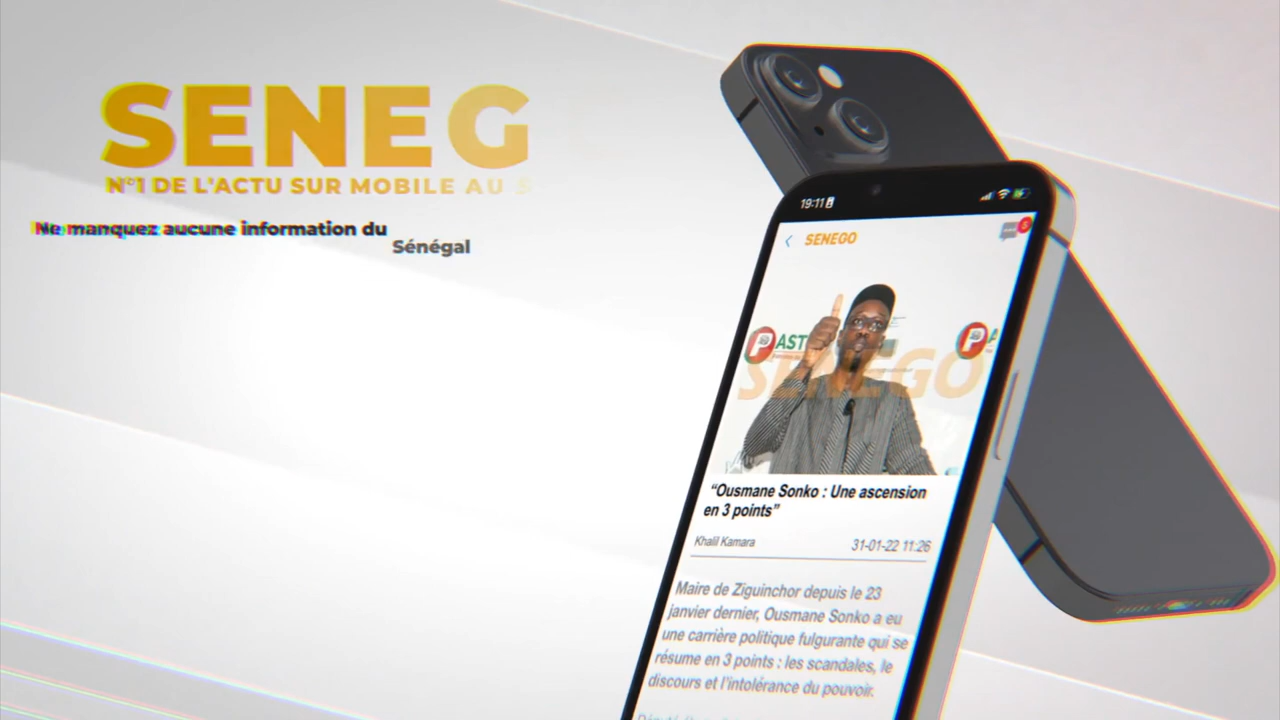 SENEG
N°1 DE L'ACTU SUR MOBILE AU S
Ne manquez aucune information du
Sénégal
19:11
SENEGO
3
PAST
SENEGO
P
"Ousmane Sonko : Une ascension
en 3 points"
Khalil Kamara 31-01-22 11:26
Maire de Ziguinchor depuis le 23
janvier dernier, Ousmane Sonko a eu
une carrière politique fulgurante qui se
résume en 3 points : les scandales, le
discours et l'intolérance du pouvoir.